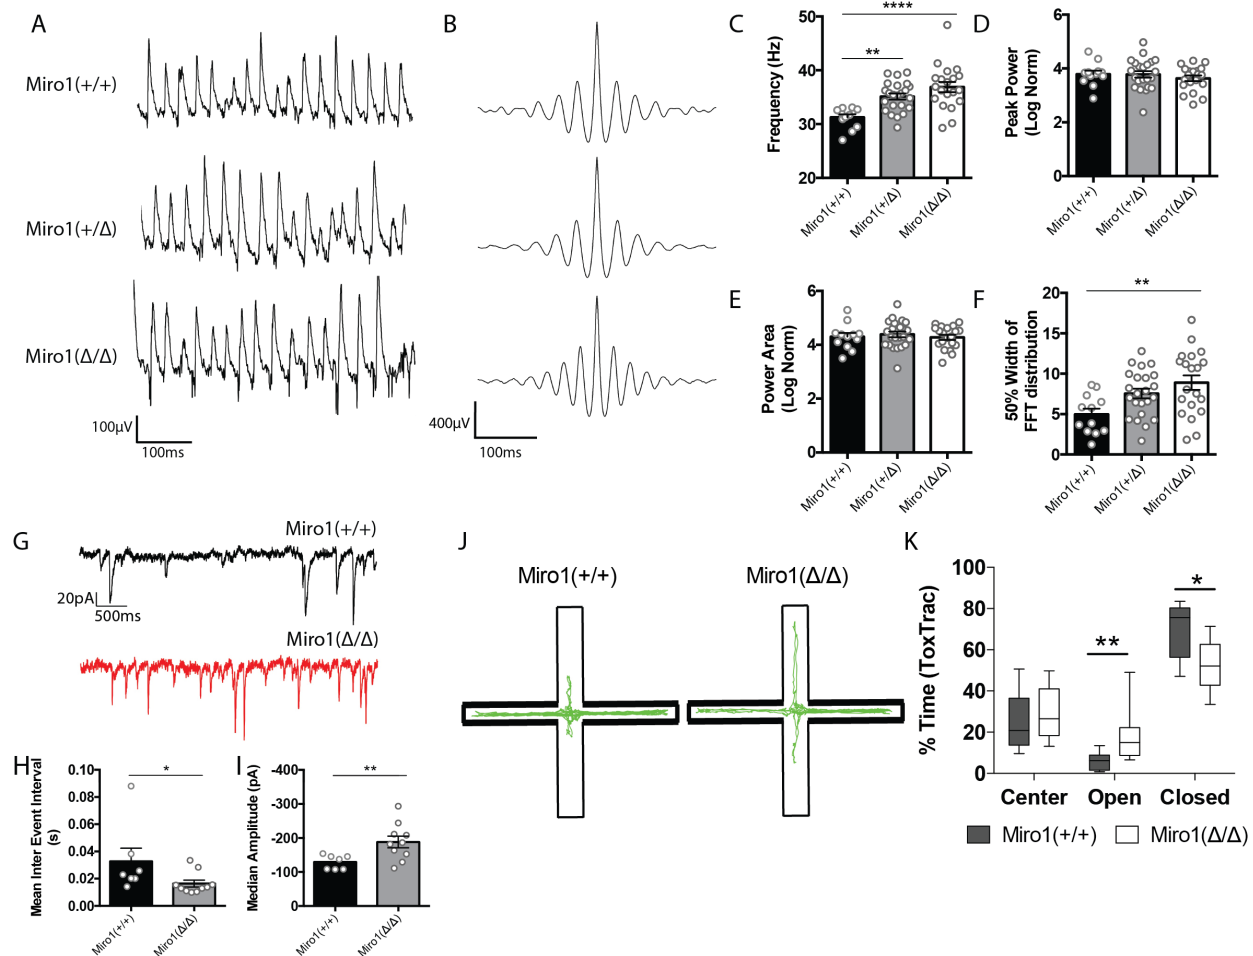 A
Miro1(+/+)
Miro1(+/Δ)
Miro1(Δ/Δ)
100µV
100ms
B
400µV
100ms
C
Frequency (Hz)
50
40
30
20
****
**
Miro1(+/+)
Miro1(+/Δ)
Miro1(Δ/Δ)
D
Peak Power
(Log Norm)
6
4
2
0
Miro1(+/+)
Miro1(+/Δ)
Miro1(Δ/Δ)
E
Power Area
(Log Norm)
6
4
2
0
Miro1(+/+)
Miro1(+/Δ)
Miro1(Δ/Δ)
F
50% Width of
FFT distribution
20
15
10
5
0
**
Miro1(+/+)
Miro1(+/Δ)
Miro1(Δ/Δ)
G
Miro1(+/+)
20pA
500ms
Miro1(Δ/Δ)
H
Mean Inter Event Interval
(s)
0.10
0.08
0.06
0.04
0.02
0.00
*
Miro1(+/+)
Miro1(Δ/Δ)
I
Median Amplitude (pA)
-400
-300
-200
-100
0
**
Miro1(+/+)
Miro1(Δ/Δ)
J
Miro1(+/+)
Miro1(Δ/Δ)
K
% Time (ToxTrac)
100
80
60
40
20
0
**
*
Center Open Closed
Miro1(+/+) Miro1(Δ/Δ)